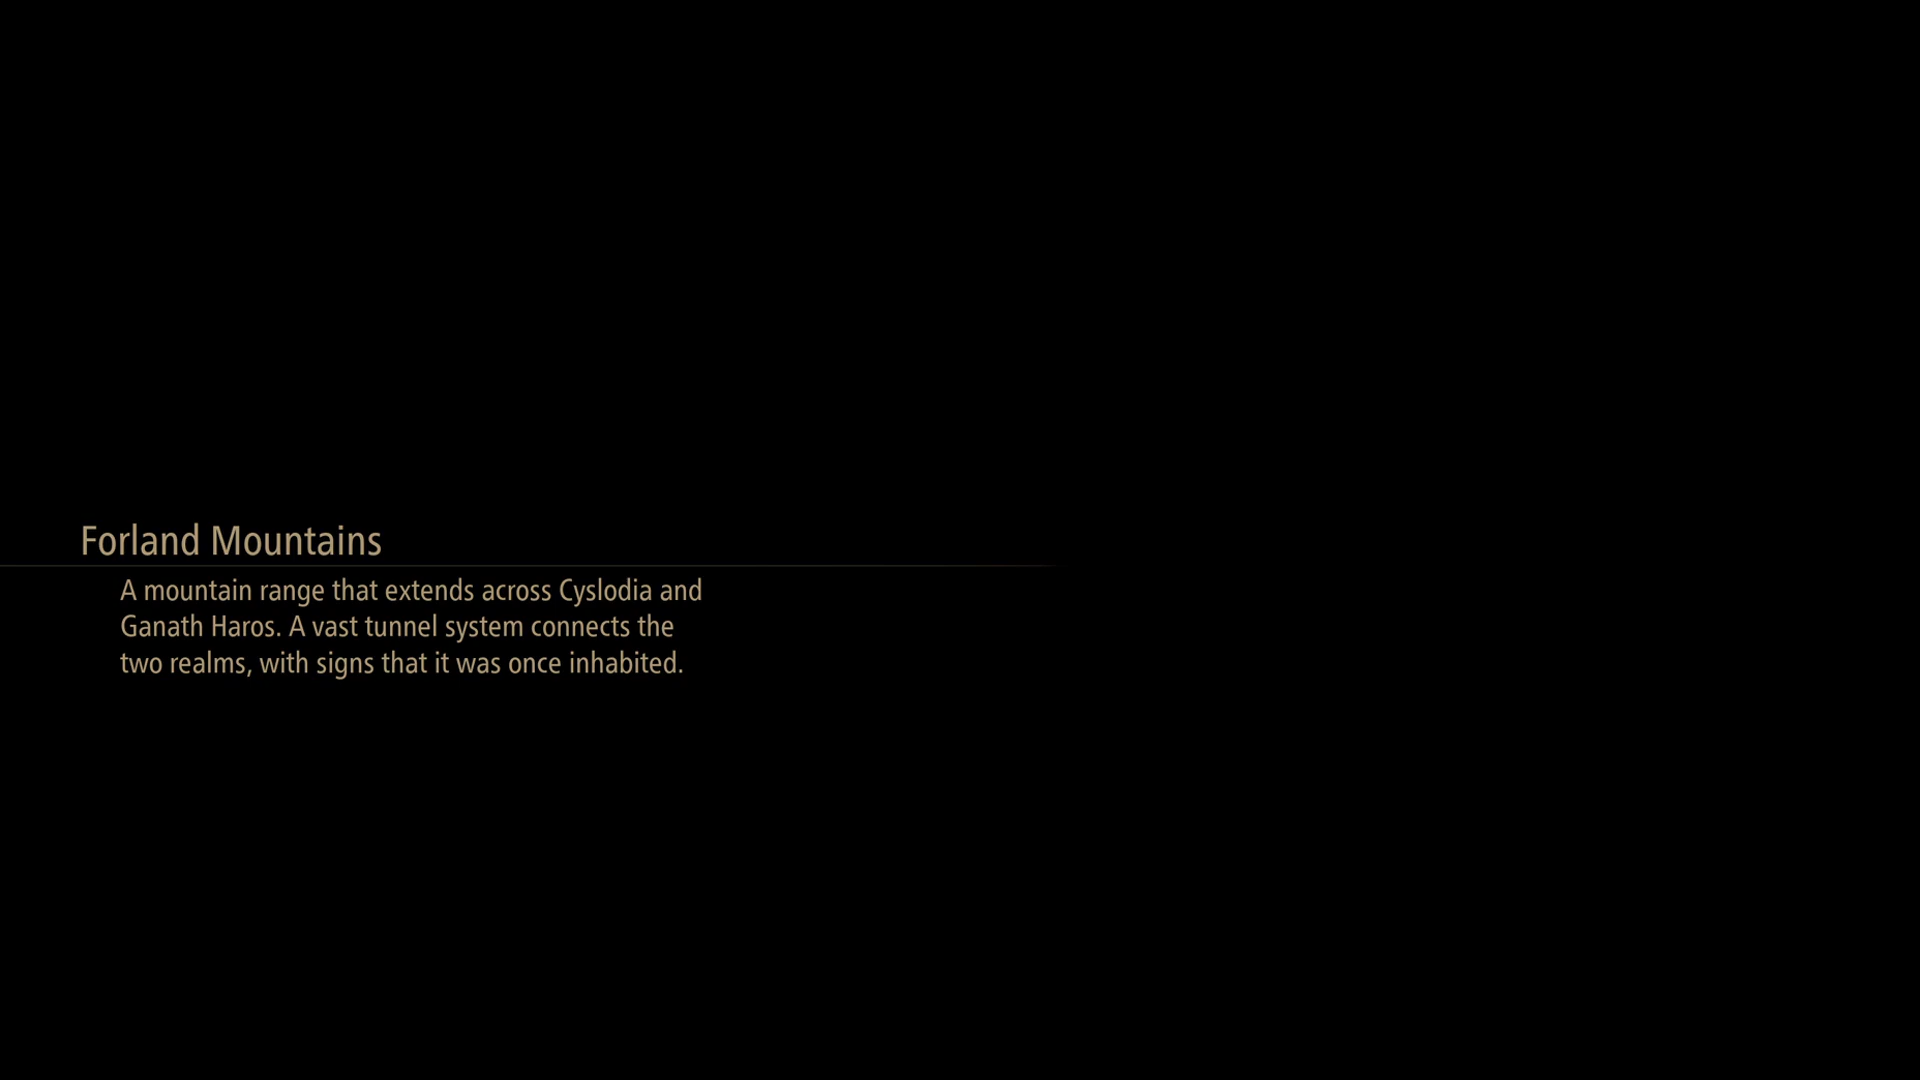 Forland Mountains
A mountain range that extends across Cyslodia and
Ganath Haros. A vast tunnel system connects the
two realms, with signs that it was once inhabited.